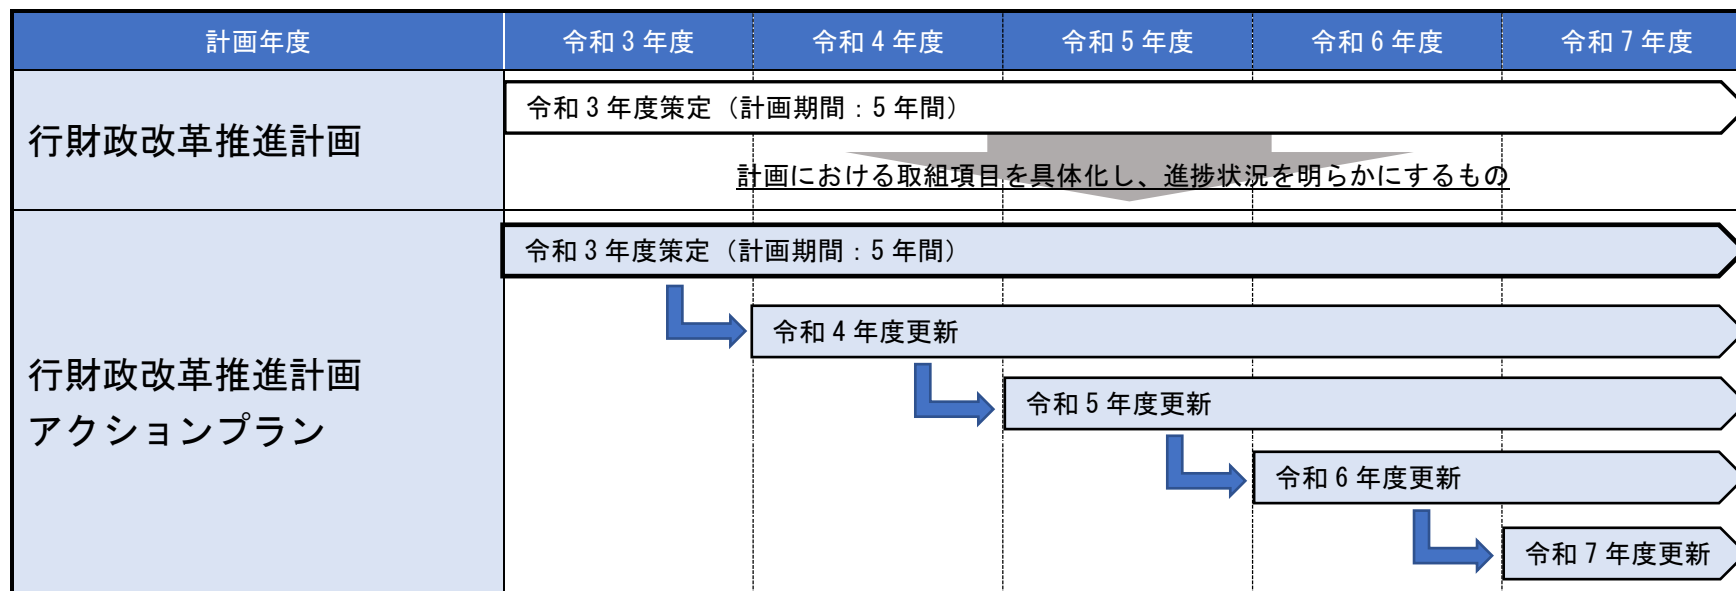 計画年度 令和3年度 令和4年度 令和5年度 令和6年度 令和7年度
行財政改革推進計画
令和3年度策定（計画期間：5年間）
計画における取組項目を具体化し、進捗状況を明らかにするもの
行財政改革推進計画
アクションプラン
令和3年度策定（計画期間：5年間）
令和4年度更新
令和5年度更新
令和6年度更新
令和7年度更新